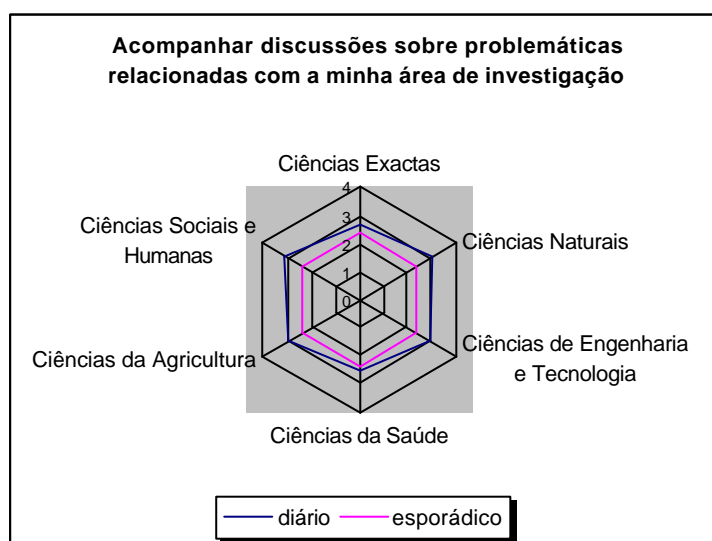 Acompanhar discussões sobre problemáticas
relacionadas com a minha área de investigação
Ciências Exactas
4
3
2
1
0
Ciências Sociais e
Humanas
Ciências Naturais
Ciências da Agricultura
Ciências de Engenharia
e Tecnologia
Ciências da Saúde
diário
esporádico